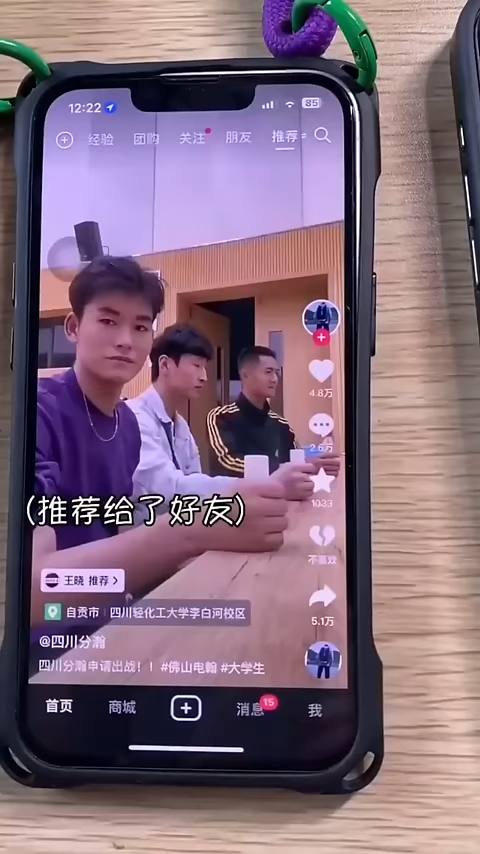 12:22
85
经验 团购 关注 朋友 推荐
4.8万
2.6万
1033
(推荐给了好友)
不喜欢
王晓 推荐 >
5.1万
自贡市 | 四川轻化工大学李白河校区
@四川分瀚
四川分瀚申请出战！！#佛山电翰 #大学生
首页 商城 消息 15 我